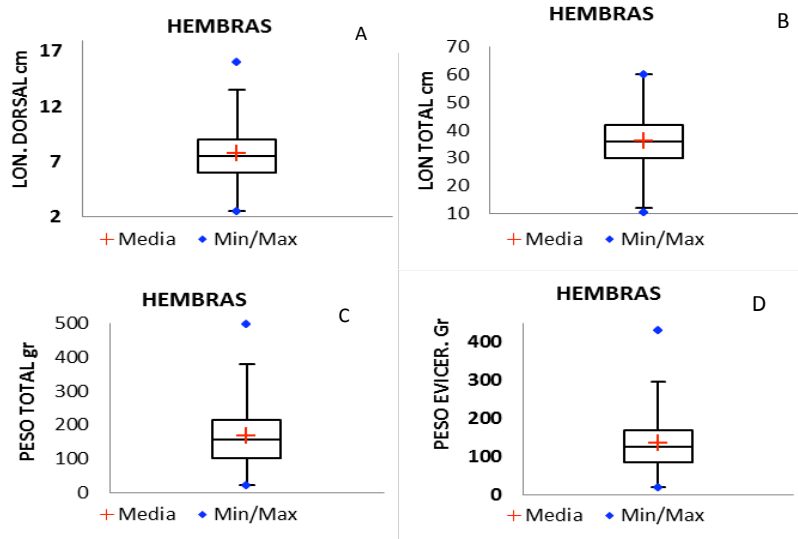 HEMBRAS
A
LON. DORSAL cm
17
12
7
2
Media
Min/Max
HEMBRAS
B
LON TOTAL cm
70
60
50
40
30
20
10
Media
Min/Max
HEMBRAS
C
PESO TOTAL gr
500
400
300
200
100
0
Media
Min/Max
HEMBRAS
D
PESO EVICER. Gr
400
300
200
100
0
Media
Min/Max